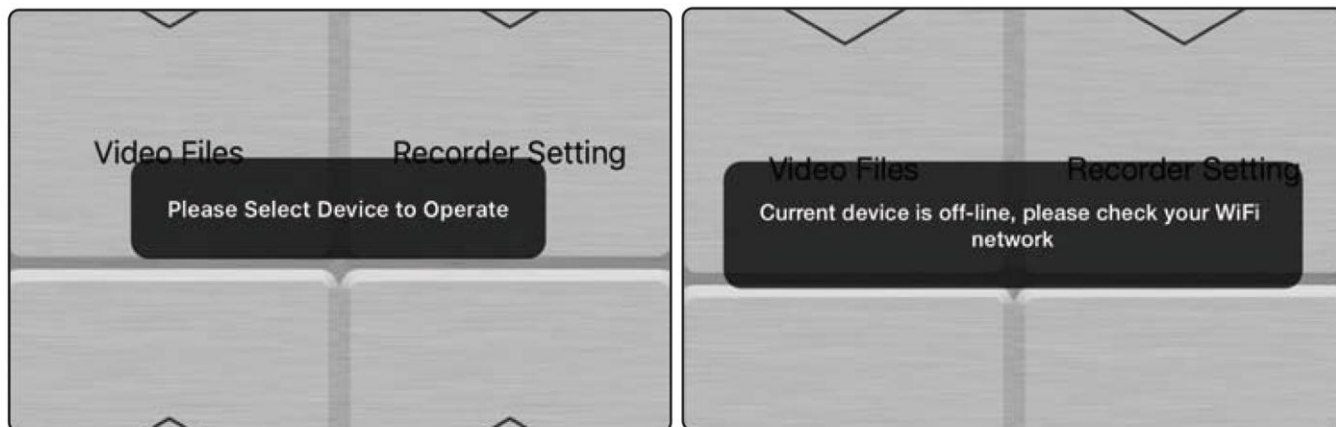 Video Files
Recorder Setting
Please Select Device to Operate
Video Files
Recorder Setting
Current device is off-line, please check your WiFi
network